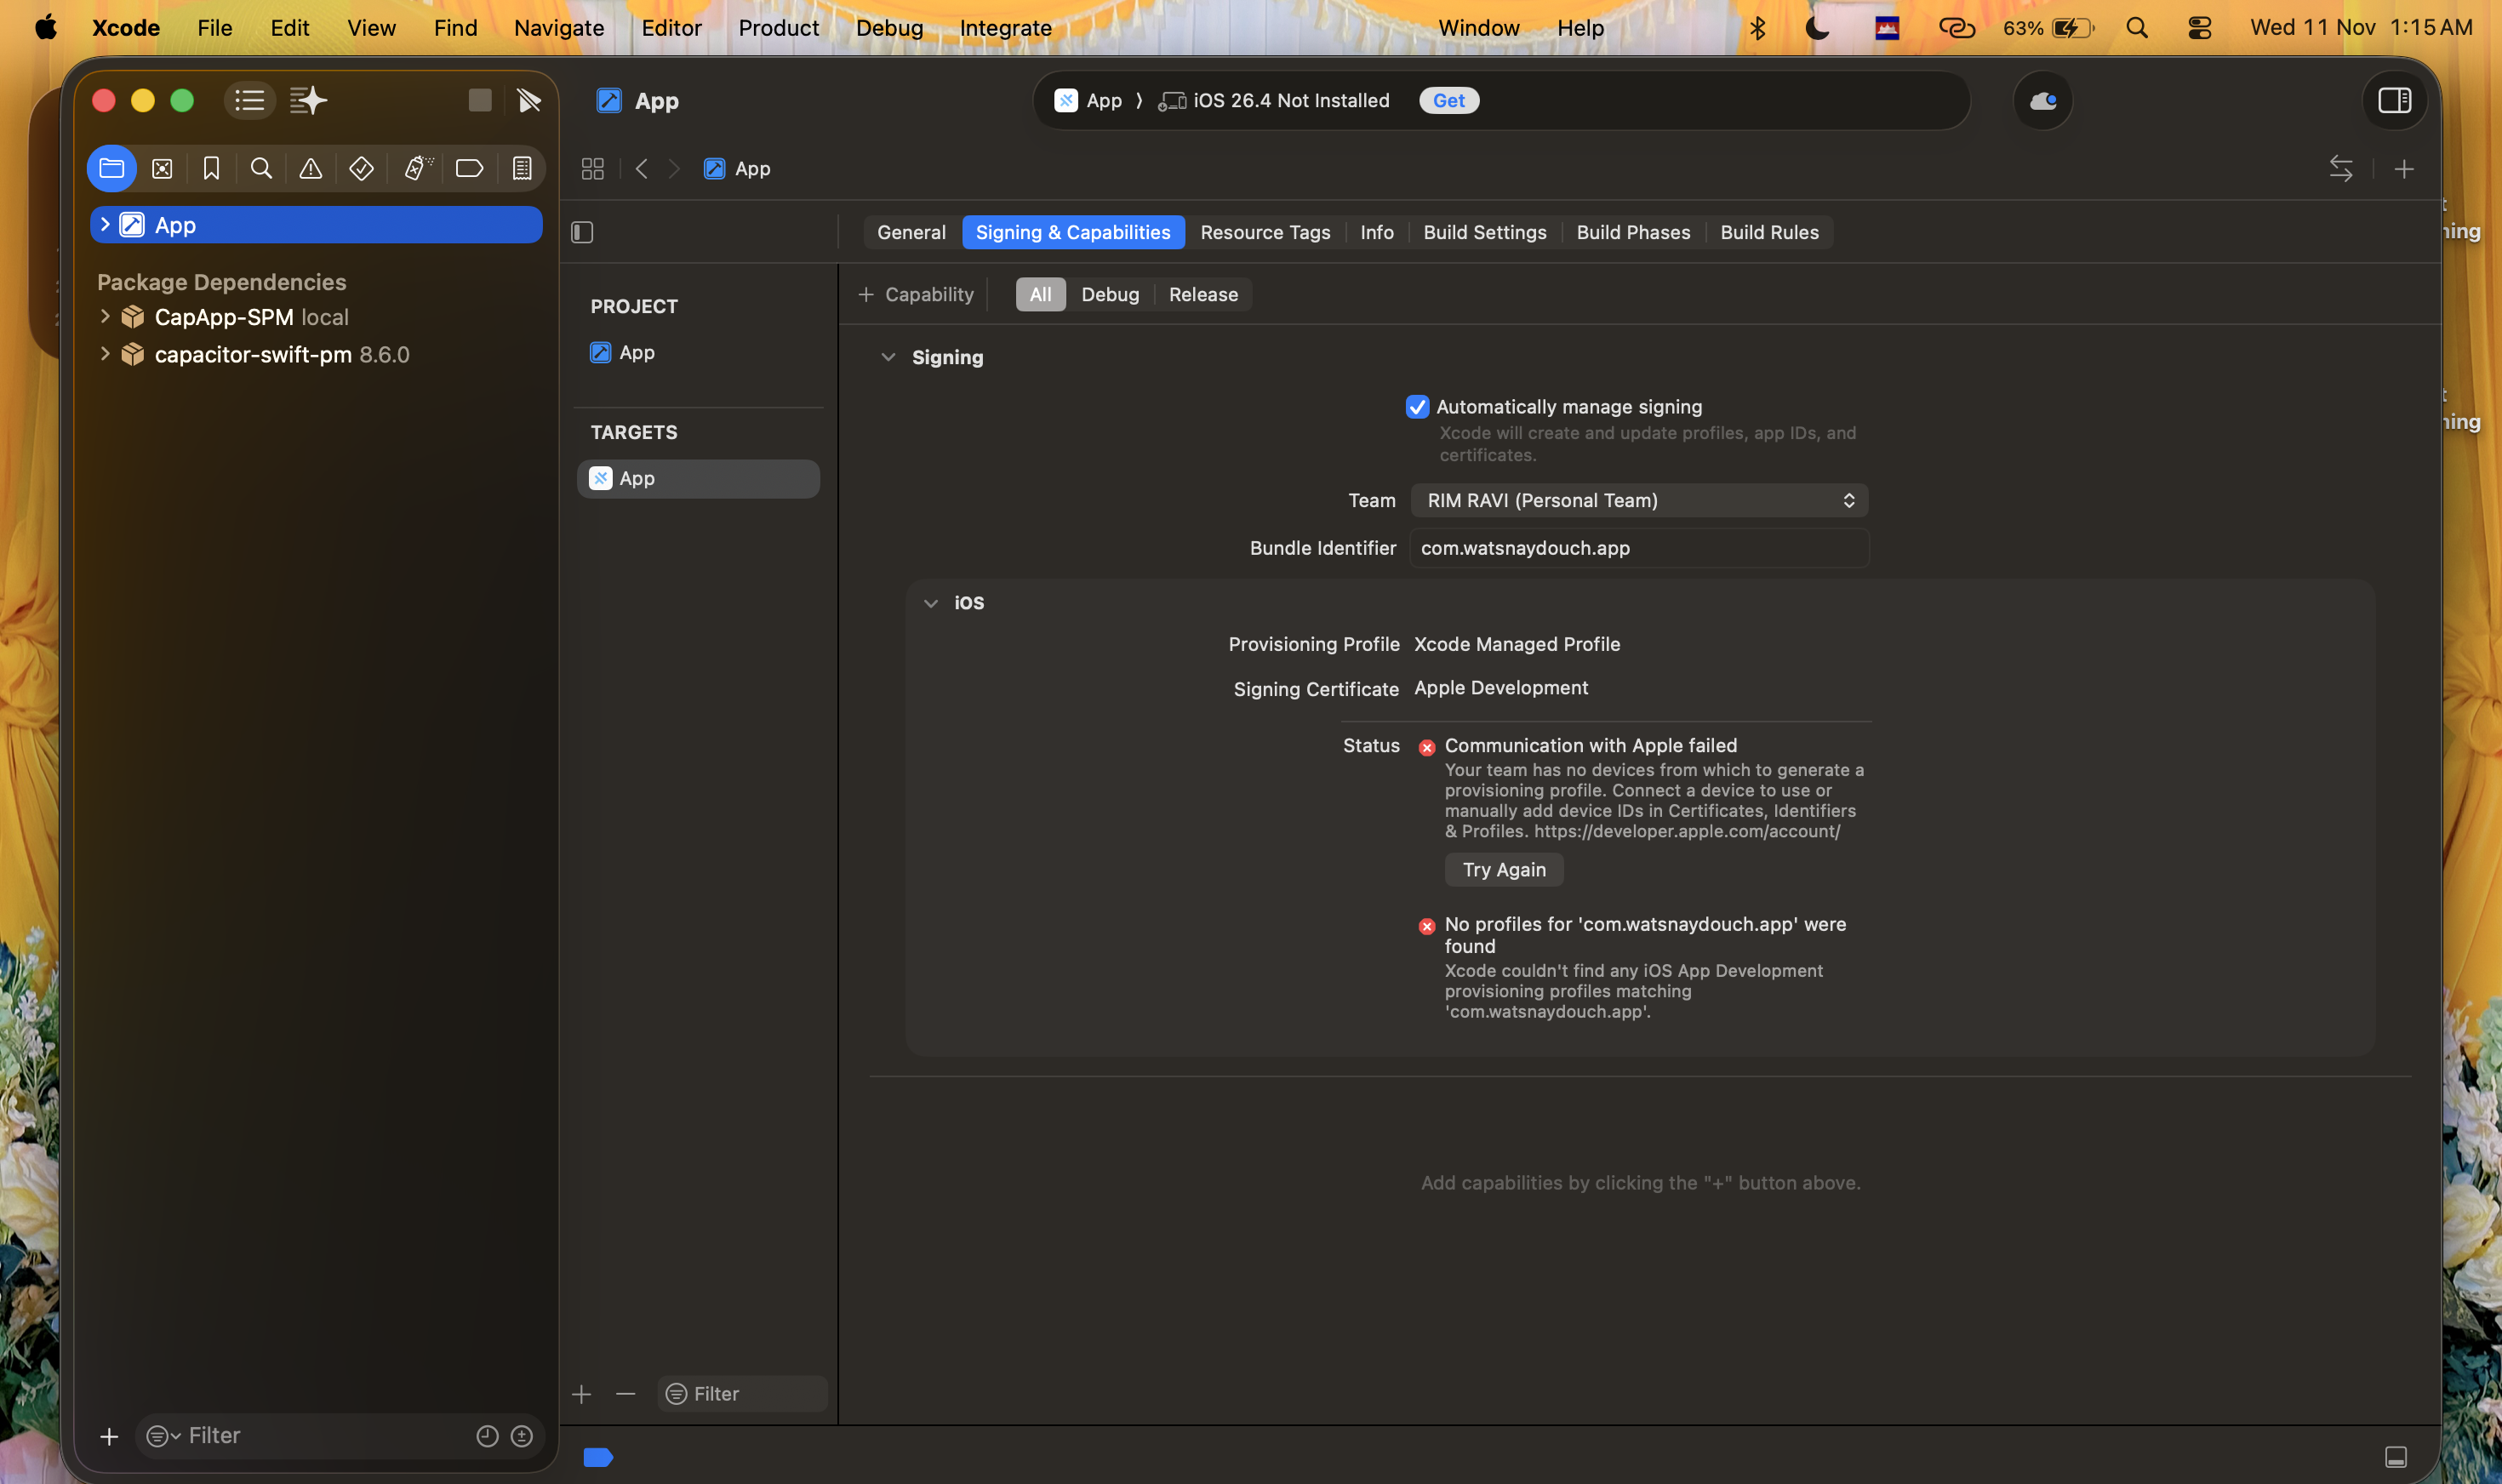 Xcode File Edit View Find Navigate Editor Product Debug Integrate Window Help 63% Wed 11 Nov 1:15 AM
App
App iOS 26.4 Not Installed Get
App
App
Package Dependencies
CapApp-SPM local
capacitor-swift-pm 8.6.0
General Signing & Capabilities Resource Tags Info Build Settings Build Phases Build Rules
PROJECT
App
TARGETS
App
+ Capability All Debug Release
Signing
Automatically manage signing
Xcode will create and update profiles, app IDs, and
certificates.
Team RIM RAVI (Personal Team)
Bundle Identifier com.watsnaydouch.app
iOS
Provisioning Profile Xcode Managed Profile
Signing Certificate Apple Development
Status Communication with Apple failed
Your team has no devices from which to generate a
provisioning profile. Connect a device to use or
manually add device IDs in Certificates, Identifiers
& Profiles. https://developer.apple.com/account/
Try Again
No profiles for 'com.watsnaydouch.app' were
found
Xcode couldn't find any iOS App Development
provisioning profiles matching
'com.watsnaydouch.app'.
Add capabilities by clicking the "+" button above.
Filter
Filter